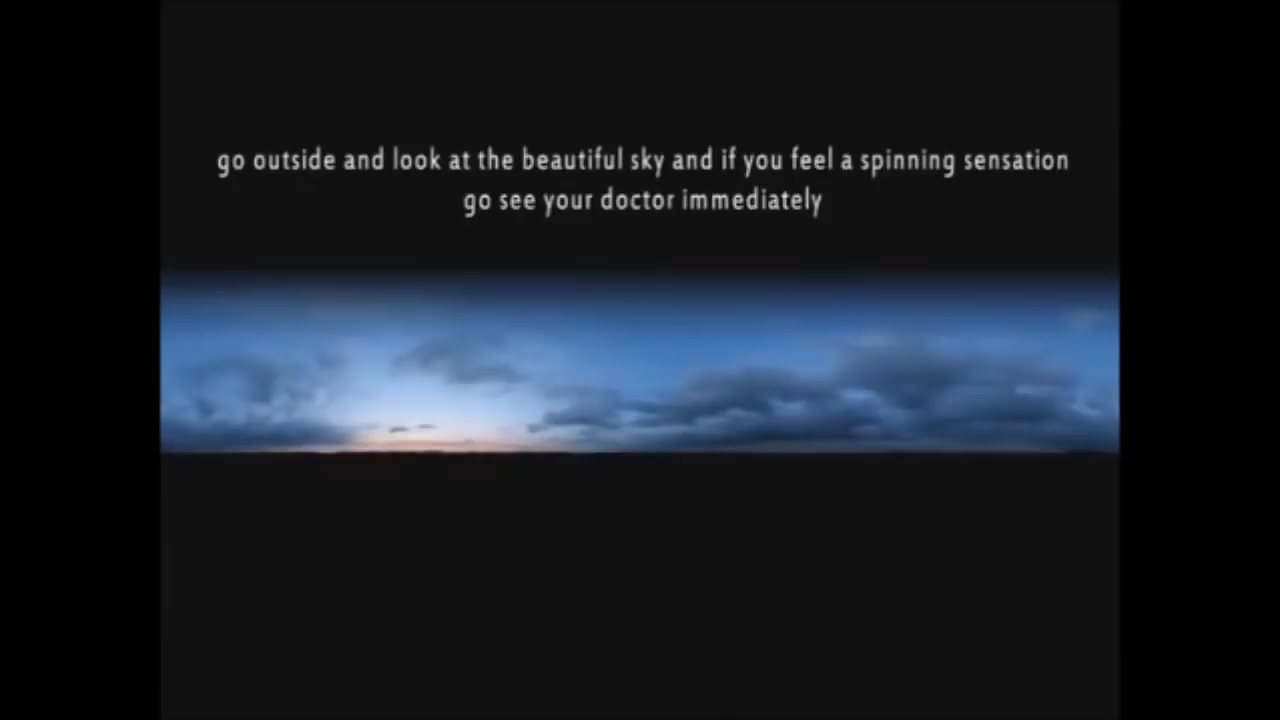 go outside and look at the beautiful sky and if you feel a spinning sensation
go see your doctor immediately